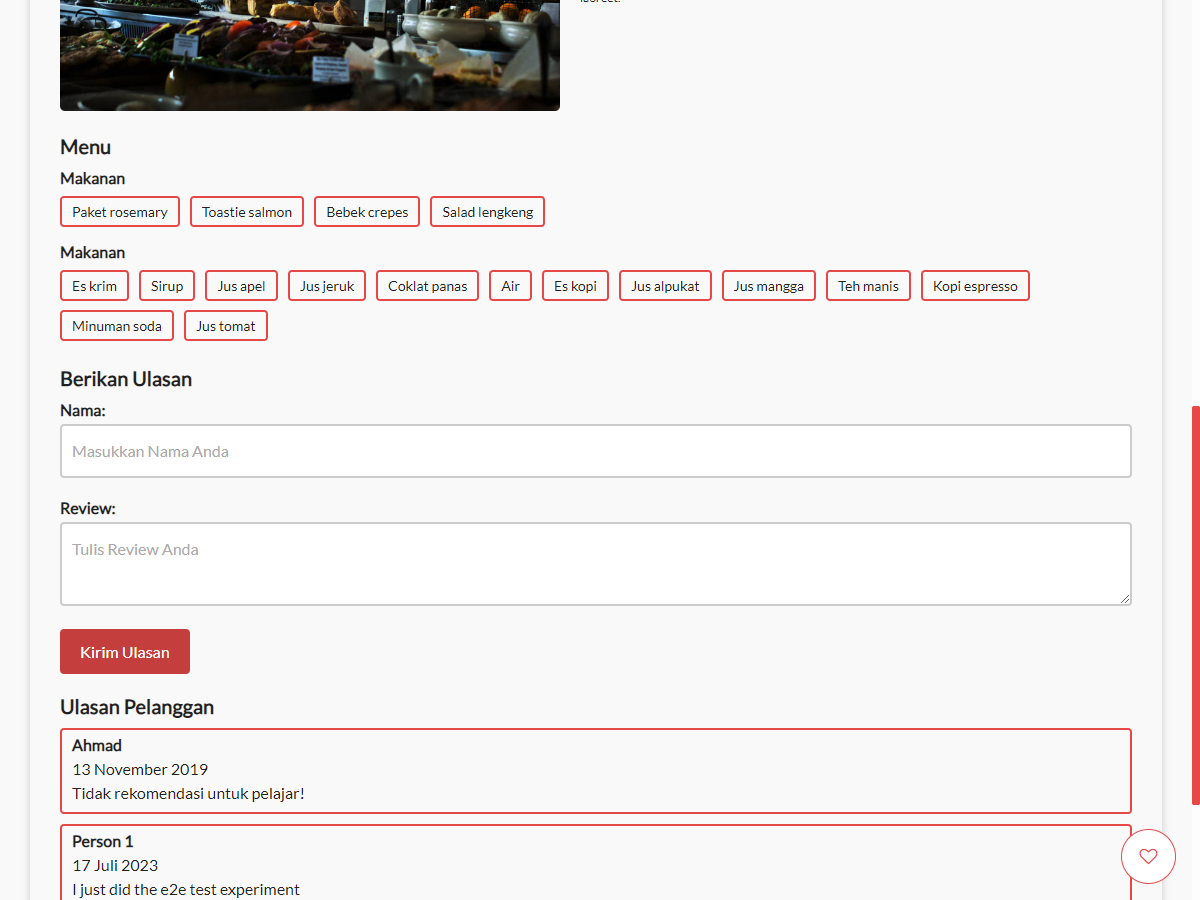 Menu
Makanan
Paket rosemary Toastie salmon Bebek crepes Salad lengkeng
Makanan
Es krim Sirup Jus apel Jus jeruk Coklat panas Air Es kopi Jus alpukat Jus mangga Teh manis Kopi espresso
Minuman soda Jus tomat
Berikan Ulasan
Nama:
Masukkan Nama Anda
Review:
Tulis Review Anda
Kirim Ulasan
Ulasan Pelanggan
Ahmad
13 November 2019
Tidak rekomendasi untuk pelajar!
Person 1
17 Juli 2023
I just did the e2e test experiment